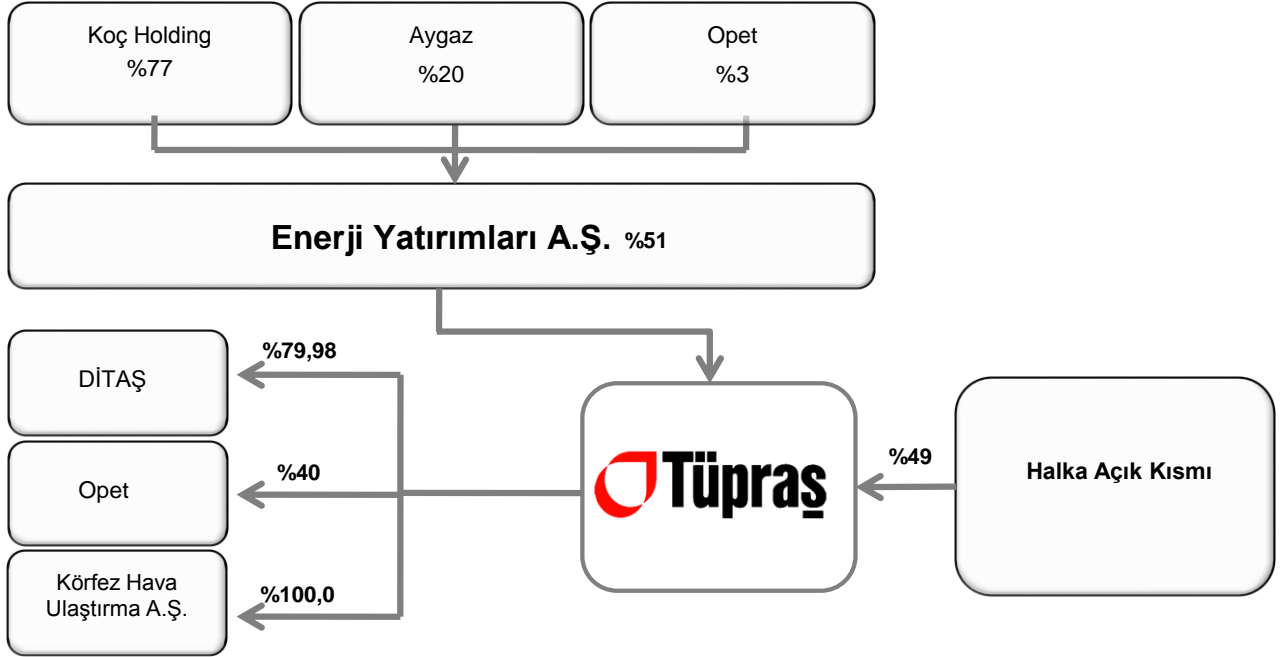 Koç Holding
%77
Aygaz
%20
Opet
%3
Enerji Yatırımları A.Ş. %51
DİTAŞ
%79,98
Opet
%40
Körfez Hava
Ulaştırma A.Ş.
%100,0
Tüpraş
%49
Halka Açık Kısmı